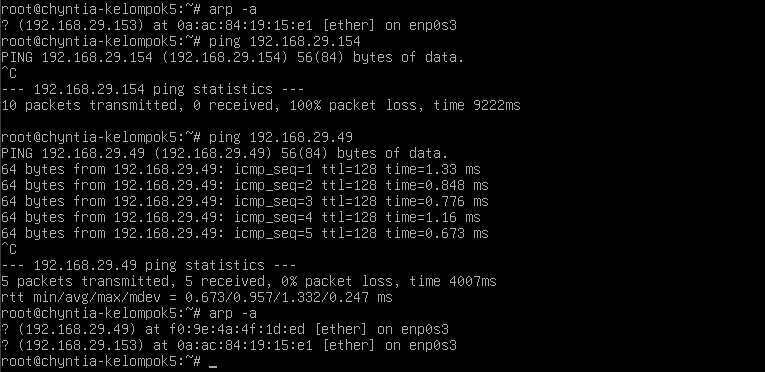 root@chyntia-kelompok5:~# arp -a
? (192.168.29.153) at 0a:ac:84:19:15:e1 [ether] on enp0s3
root@chyntia-kelompok5:~# ping 192.168.29.154
PING 192.168.29.154 (192.168.29.154) 56(84) bytes of data.
^C
--- 192.168.29.154 ping statistics ---
10 packets transmitted, 0 received, 100% packet loss, time 9222ms
root@chyntia-kelompok5:~# ping 192.168.29.49
PING 192.168.29.49 (192.168.29.49) 56(84) bytes of data.
64 bytes from 192.168.29.49: icmp_seq=1 ttl=128 time=1.33 ms
64 bytes from 192.168.29.49: icmp_seq=2 ttl=128 time=0.848 ms
64 bytes from 192.168.29.49: icmp_seq=3 ttl=128 time=0.776 ms
64 bytes from 192.168.29.49: icmp_seq=4 ttl=128 time=1.16 ms
64 bytes from 192.168.29.49: icmp_seq=5 ttl=128 time=0.673 ms
^C
--- 192.168.29.49 ping statistics ---
5 packets transmitted, 5 received, 0% packet loss, time 4007ms
rtt min/avg/max/mdev = 0.673/0.957/1.332/0.247 ms
root@chyntia-kelompok5:~# arp -a
? (192.168.29.49) at f0:9e:4a:4f:1d:ed [ether] on enp0s3
? (192.168.29.153) at 0a:ac:84:19:15:e1 [ether] on enp0s3
root@chyntia-kelompok5:~# _